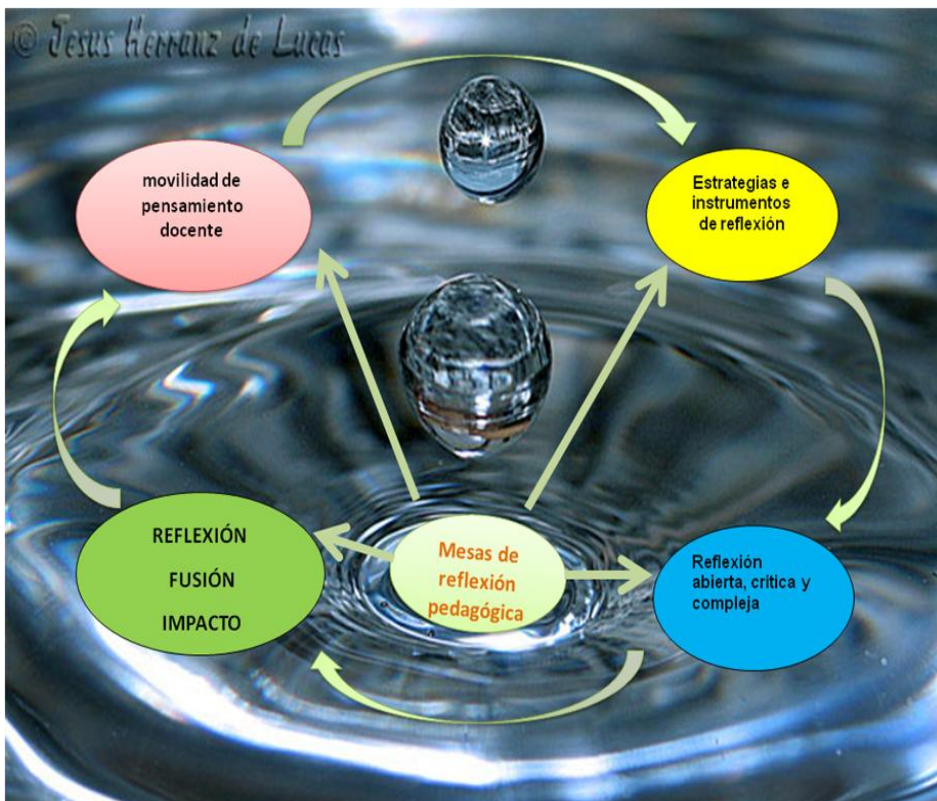 © Jesus Herranz de Lucas
movilidad de
pensamiento
docente
Estrategias e
instrumentos
de reflexión
REFLEXIÓN
FUSIÓN
IMPACTO
Mesas de
reflexión
pedagógica
Reflexión
abierta, crítica y
compleja